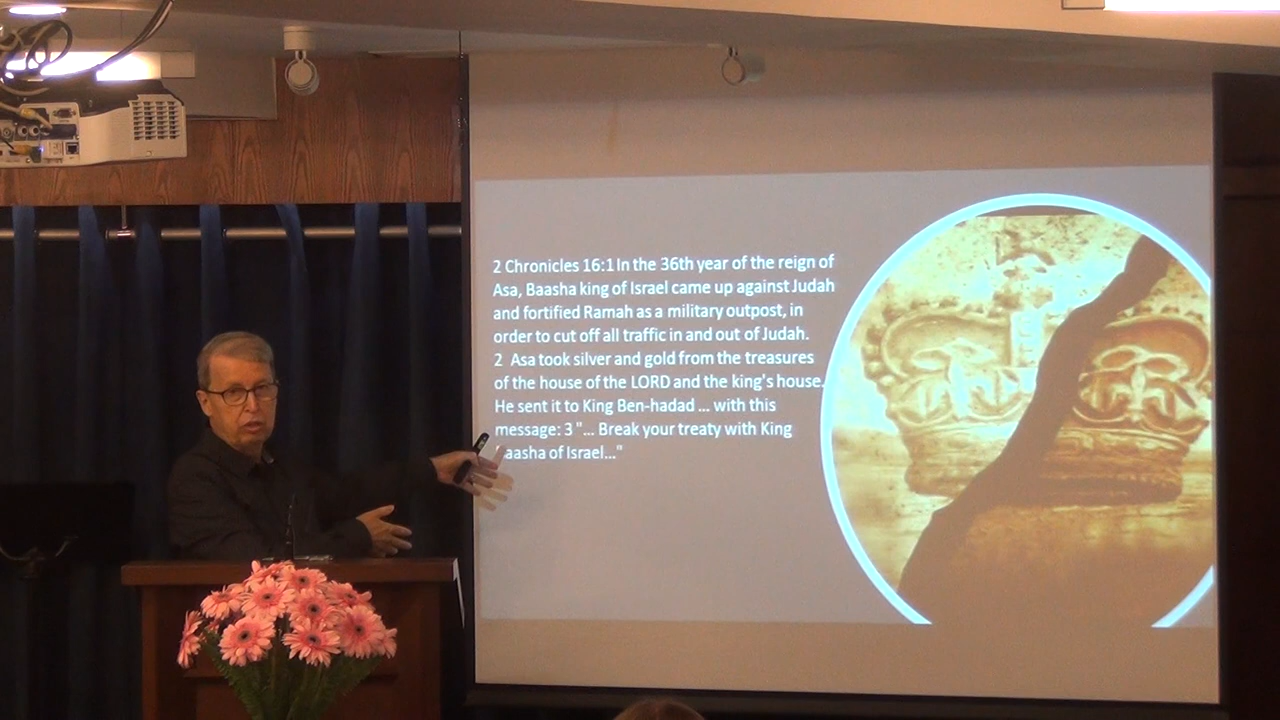 2 Chronicles 16:1 In the 36th year of the reign of
Asa, Baasha king of Israel came up against Judah
and fortified Ramah as a military outpost, in
order to cut off all traffic in and out of Judah.
2 Asa took silver and gold from the treasures
of the house of the LORD and the king's house.
He sent it to King Ben-hadad ... with this
message: 3 "... Break your treaty with King
Baasha of Israel..."